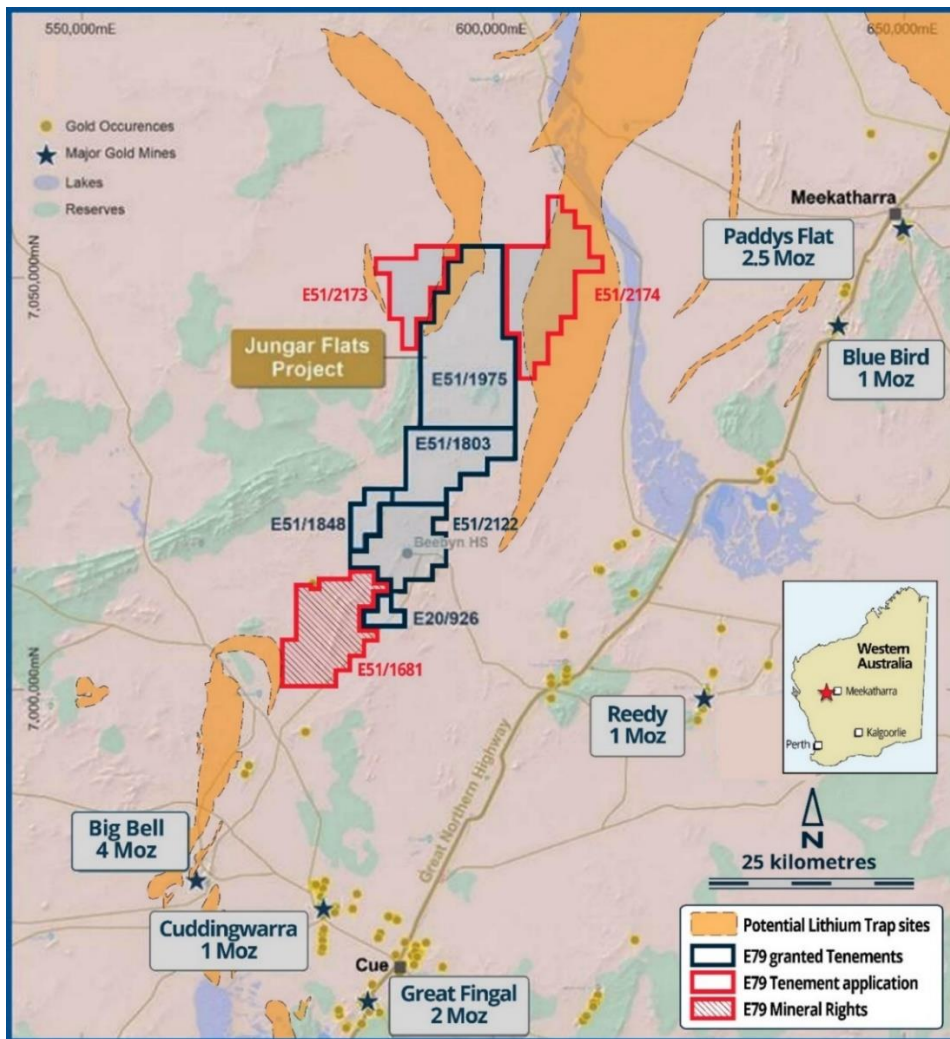 550,000mE
600,000mE
650,000mE
Gold Occurences
Major Gold Mines
Lakes
Reserves
Meekatharra
Paddys Flat
2.5 Moz
7,050,000mN
E51/2173
E51/2174
Jungar Flats
Project
E51/1975
Blue Bird
1 Moz
E51/1803
E51/1848
E51/2122
Beebyn HS
E20/926
E51/1681
7,000,000mN
Western
Australia
Meekatharra
Kalgoorlie
Perth
Reedy
1 Moz
Great Northern Highway
N
25 kilometres
Big Bell
4 Moz
Cuddingwarra
1 Moz
Cue
Great Fingal
2 Moz
Potential Lithium Trap sites
E79 granted Tenements
E79 Tenement application
E79 Mineral Rights